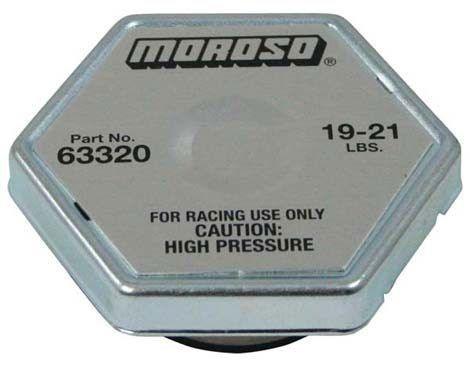 MOROSO®
Part No.
63320
19-21
LBS.
FOR RACING USE ONLY
CAUTION:
HIGH PRESSURE